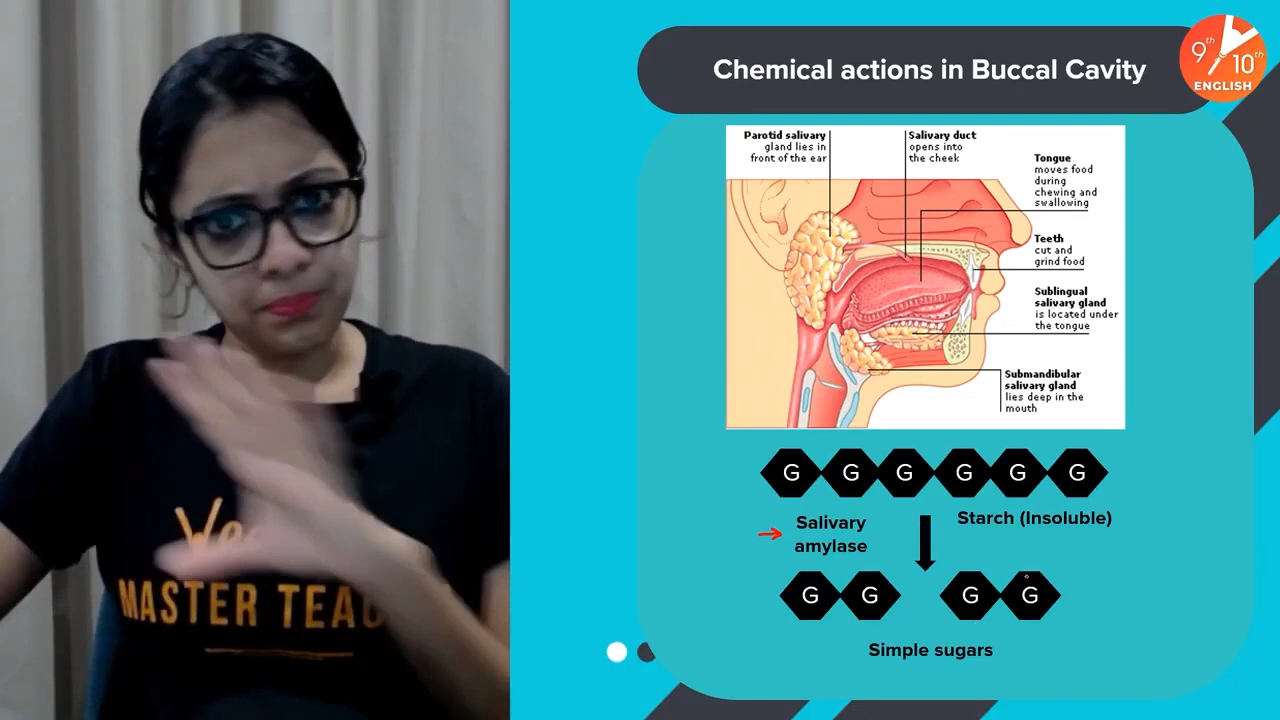 Chemical actions in Buccal Cavity
9th
10th
ENGLISH
Parotid salivary
gland lies in
front of the ear
Salivary duct
opens into
the cheek
Tongue
moves food
during
chewing and
swallowing
Teeth
cut and
grind food
Sublingual
salivary gland
is located under
the tongue
Submandibular
salivary gland
lies deep in the
mouth
G G G G G G
Salivary
amylase
Starch (Insoluble)
G G G G
Simple sugars
MASTER